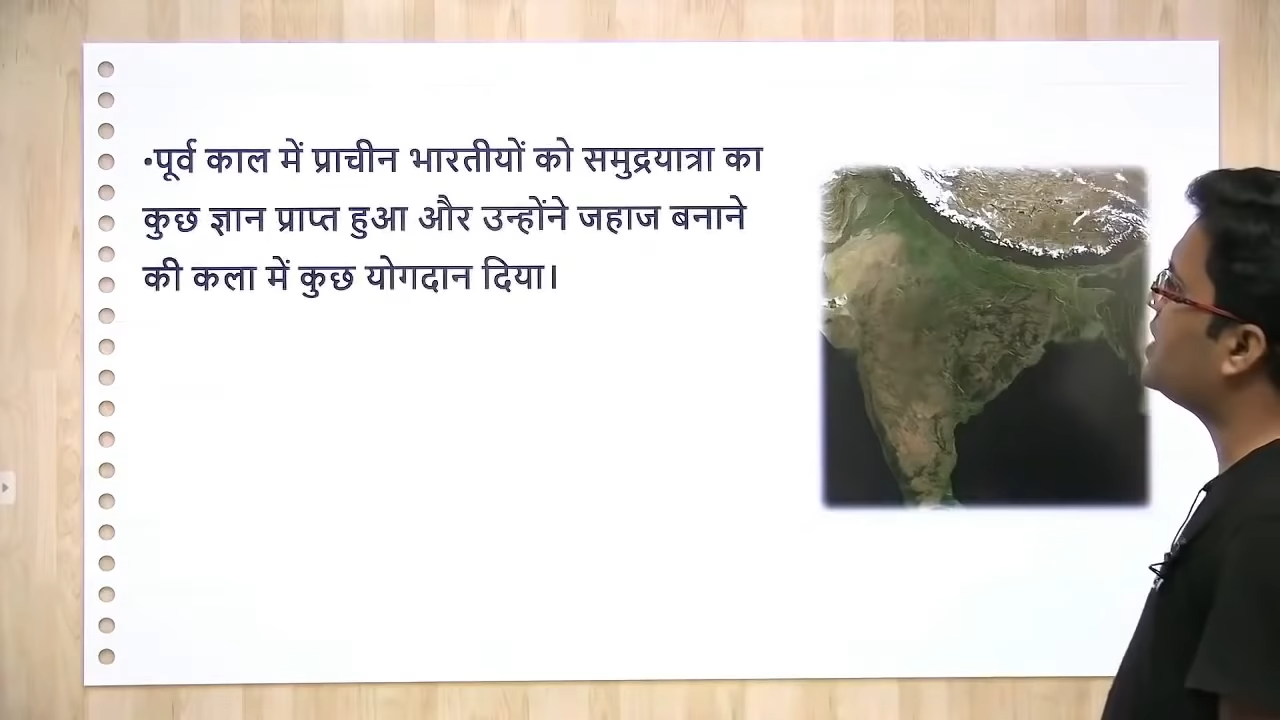 •पूर्व काल में प्राचीन भारतीयों को समुद्रयात्रा का
कुछ ज्ञान प्राप्त हुआ और उन्होंने जहाज बनाने
की कला में कुछ योगदान दिया।